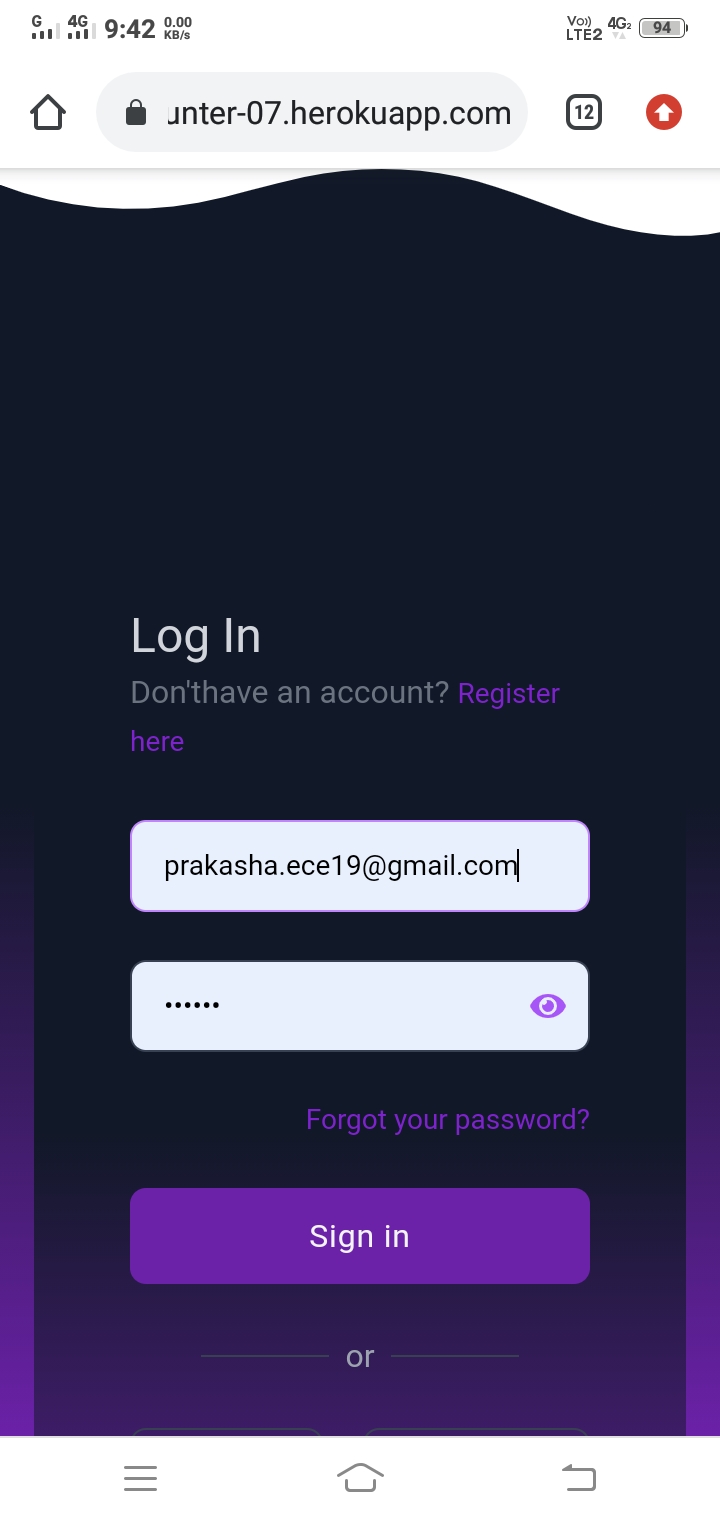 G 4G 9:42 0.00 KB/s Vo)) LTE2 4G2 94
unter-07.herokuapp.com 12
Log In
Don'thave an account? Register
here
prakasha.ece19@gmail.com
••••••
Forgot your password?
Sign in
or